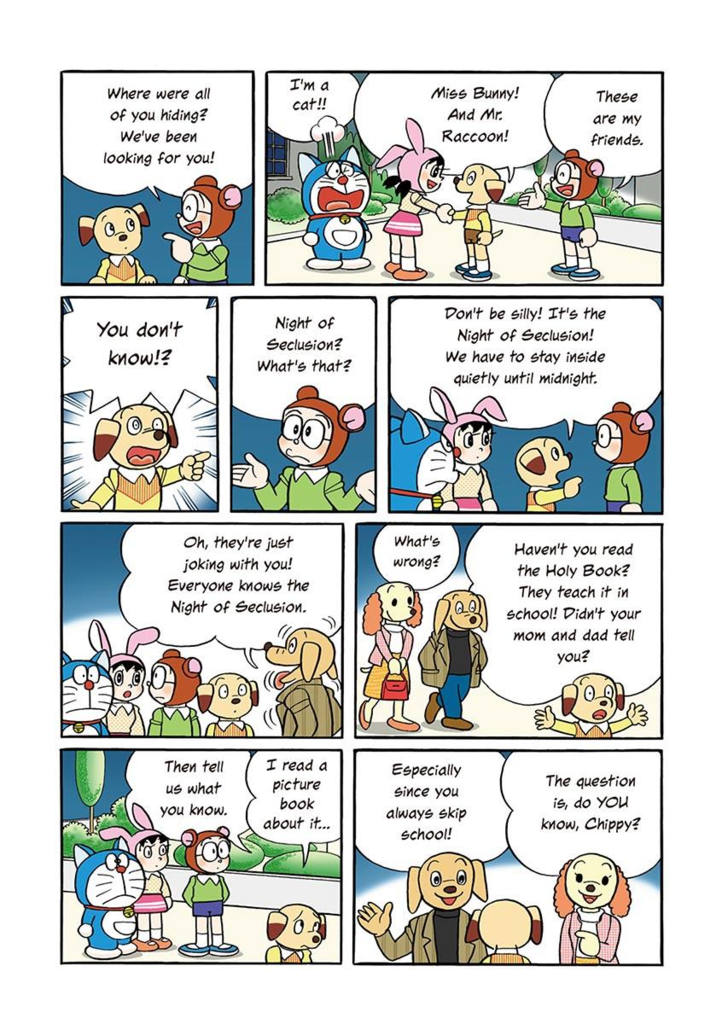 Where were all
of you hiding?
We've been
looking for you!
I'm a
cat!!
Miss Bunny!
And Mr.
Raccoon!
These
are my
friends.
You don't
know!?
Night of
Seclusion?
What's that?
Don't be silly! It's the
Night of Seclusion!
We have to stay inside
quietly until midnight.
Oh, they're just
joking with you!
Everyone knows the
Night of Seclusion.
What's
wrong?
Haven't you read
the Holy Book?
They teach it in
school! Didn't your
mom and dad tell
you?
Then tell
us what
you know.
I read a
picture
book
about it...
Especially
since you
always skip
school!
The question
is, do YOU
know, Chippy?